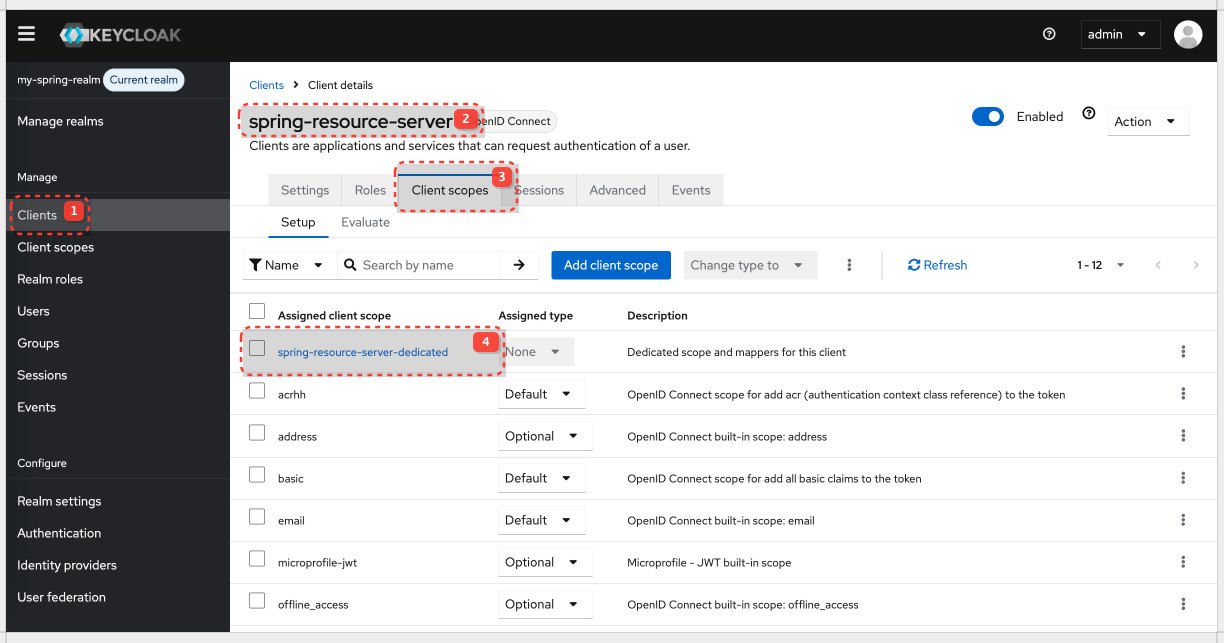 KEYCLOAK
admin
my-spring-realm Current realm
Manage realms
Manage
Clients 1
Client scopes
Realm roles
Users
Groups
Sessions
Events
Configure
Realm settings
Authentication
Identity providers
User federation
Clients > Client details
spring-resource-server 2 OpenID Connect
Enabled
Action
Clients are applications and services that can request authentication of a user.
Settings Roles Client scopes 3 Sessions Advanced Events
Setup Evaluate
Name Search by name Add client scope Change type to Refresh 1 - 12
Assigned client scope Assigned type Description
spring-resource-server-dedicated 4 None Dedicated scope and mappers for this client
acrhh Default OpenID Connect scope for add acr (authentication context class reference) to the token
address Optional OpenID Connect built-in scope: address
basic Default OpenID Connect scope for add all basic claims to the token
email Default OpenID Connect built-in scope: email
microprofile-jwt Optional Microprofile - JWT built-in scope
offline_access Optional OpenID Connect built-in scope: offline_access